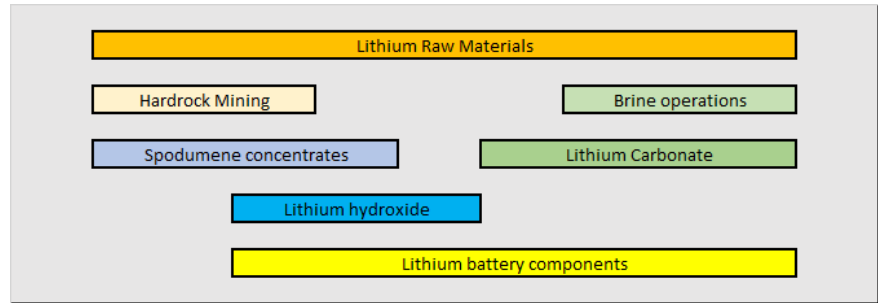 Lithium Raw Materials
Hardrock Mining
Brine operations
Spodumene concentrates
Lithium Carbonate
Lithium hydroxide
Lithium battery components